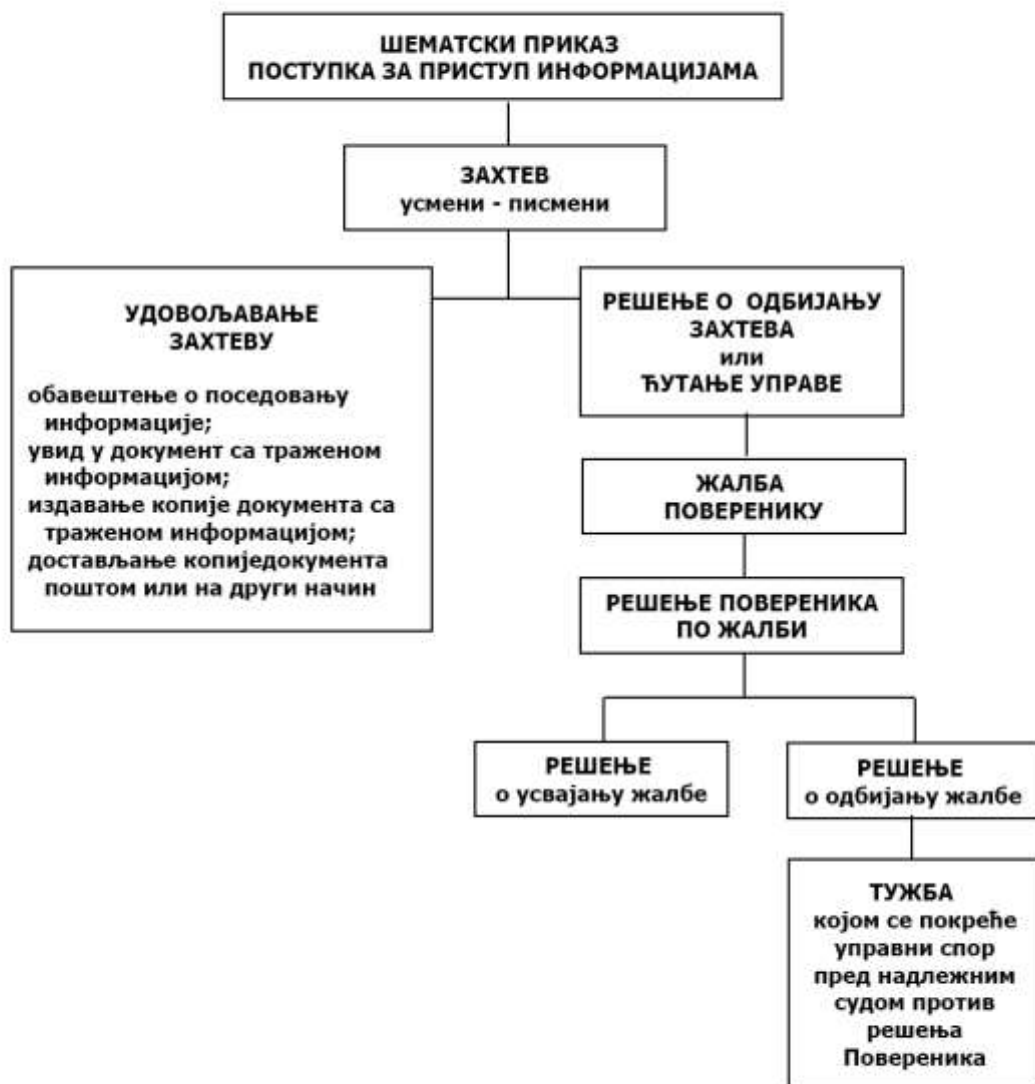 ШЕМАТСКИ ПРИКАЗ
ПОСТУПКА ЗА ПРИСТУП ИНФОРМАЦИЈАМА
ЗАХТЕВ
усмени - писмени
УДОВОЉАВАЊЕ
ЗАХТЕВУ
обавештење о поседовању
информације;
увид у документ са траженом
информацијом;
издавање копије документа са
траженом информацијом;
достављање копиједокумента
поштом или на други начин
РЕШЕЊЕ О ОДБИЈАЊУ
ЗАХТЕВА
или
ЋУТАЊЕ УПРАВЕ
ЖАЛБА
ПОВЕРЕНИКУ
РЕШЕЊЕ ПОВЕРЕНИКА
ПО ЖАЛБИ
РЕШЕЊЕ
о усвајању жалбе
РЕШЕЊЕ
о одбијању жалбе
ТУЖБА
којом се покреће
управни спор
пред надлежним
судом против
решења
Повереника